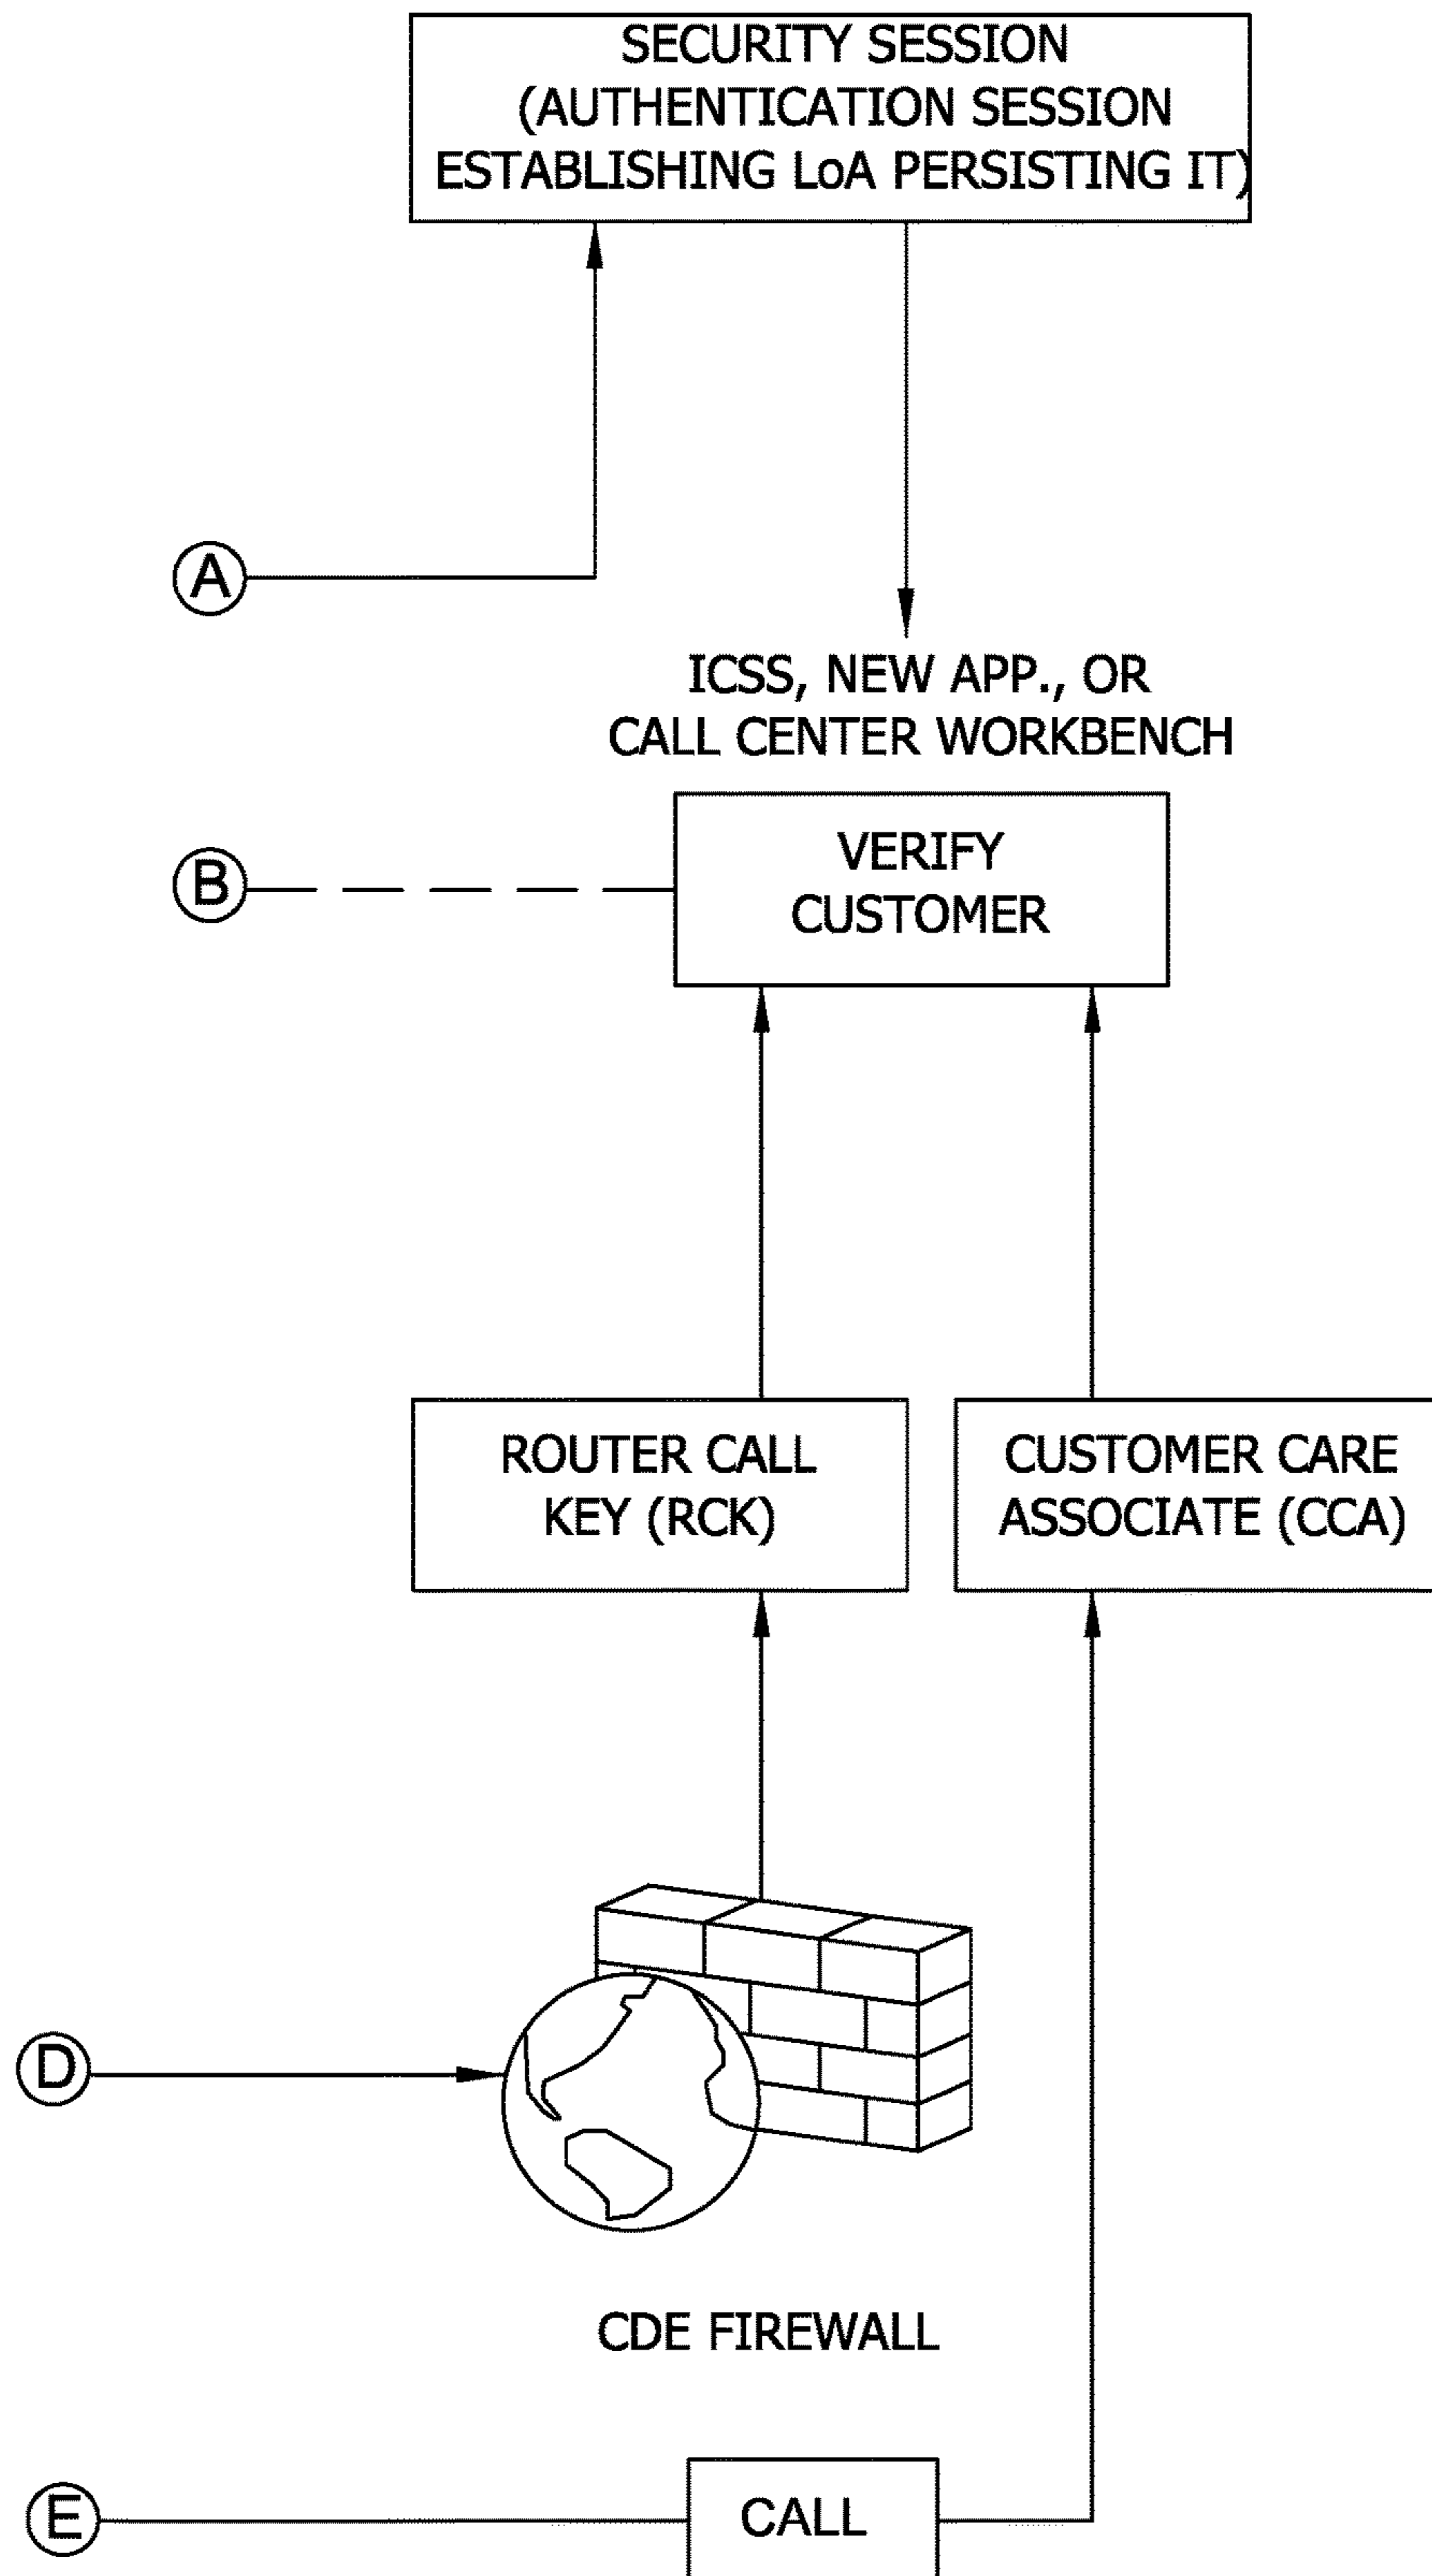 SECURITY SESSION
(AUTHENTICATION SESSION
ESTABLISHING LoA PERSISTING IT)
A
ICSS, NEW APP., OR
CALL CENTER WORKBENCH
B
VERIFY
CUSTOMER
ROUTER CALL
KEY (RCK)
CUSTOMER CARE
ASSOCIATE (CCA)
D
CDE FIREWALL
E
CALL